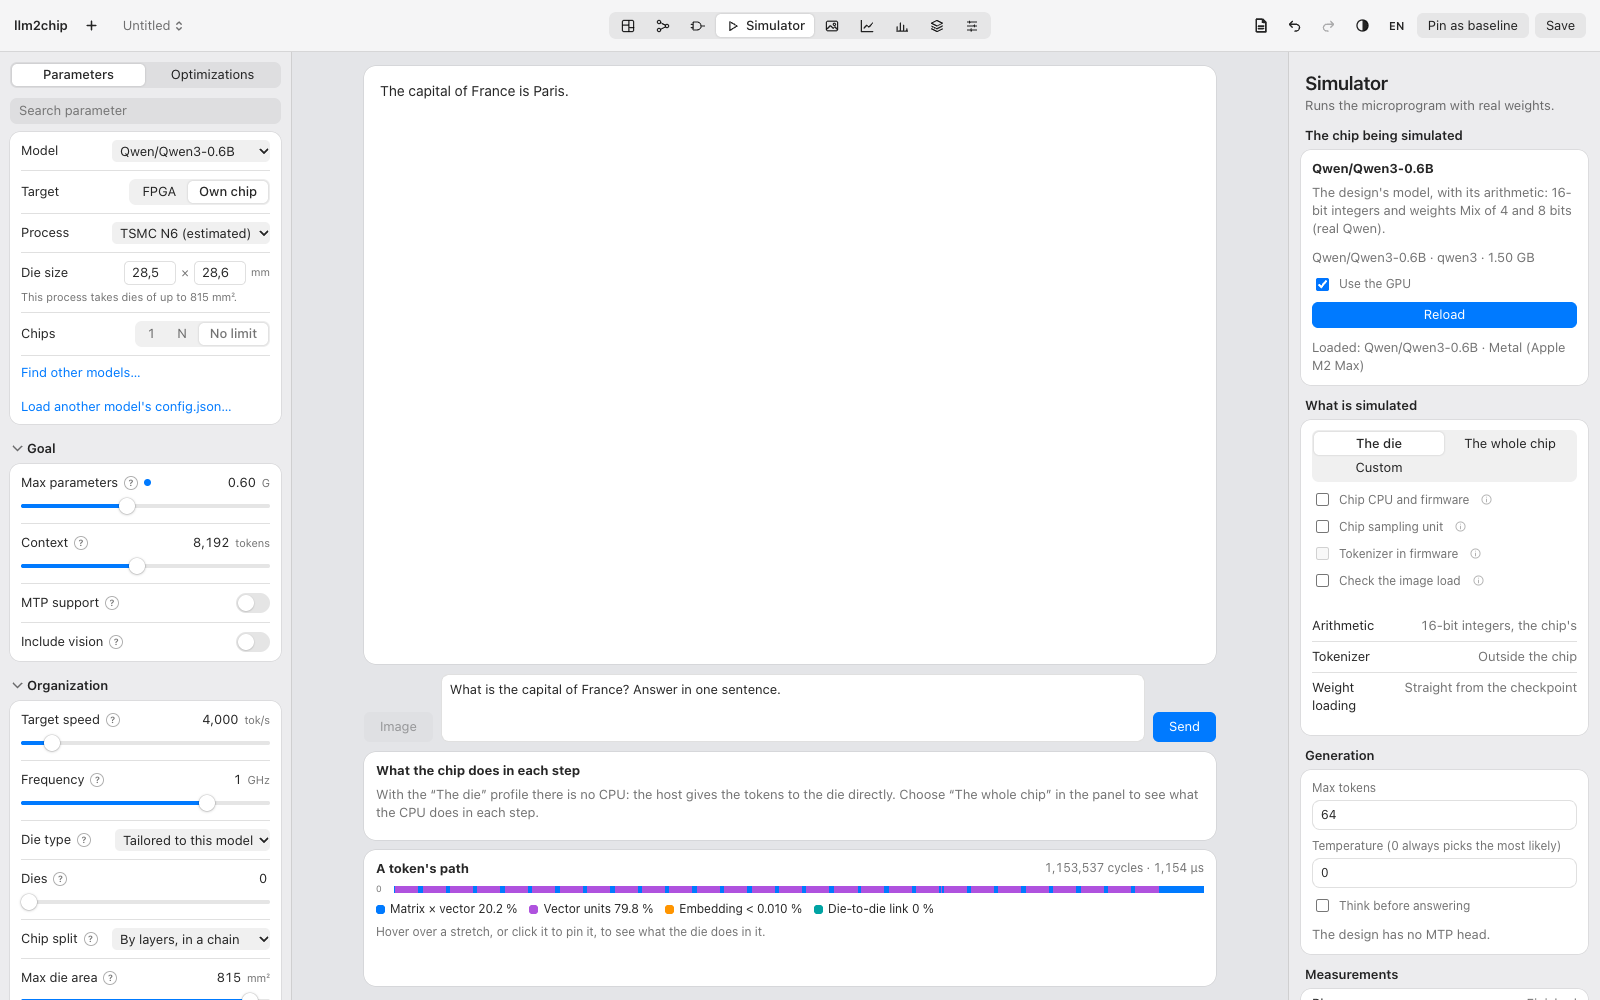 llm2chip
Untitled
Simulator
EN
Pin as baseline
Save
Parameters
Optimizations
Search parameter
Model
Qwen/Qwen3-0.6B
Target
FPGA
Own chip
Process
TSMC N6 (estimated)
Die size
28,5 × 28,6 mm
This process takes dies of up to 815 mm².
Chips
1
N
No limit
Find other models...
Load another model's config.json...
Goal
Max parameters ? 0.60 G
Context ? 8,192 tokens
MTP support ?
Include vision ?
Organization
Target speed ? 4,000 tok/s
Frequency ? 1 GHz
Die type ? Tailored to this model
Dies ? 0
Chip split ? By layers, in a chain
Max die area ? 815 mm²
The capital of France is Paris.
Image
What is the capital of France? Answer in one sentence.
Send
What the chip does in each step
With the “The die” profile there is no CPU: the host gives the tokens to the die directly. Choose “The whole chip” in the panel to see what
the CPU does in each step.
A token's path
1,153,537 cycles · 1,154 µs
0
Matrix × vector 20.2 % Vector units 79.8 % Embedding < 0.010 % Die-to-die link 0 %
Hover over a stretch, or click it to pin it, to see what the die does in it.
Simulator
Runs the microprogram with real weights.
The chip being simulated
Qwen/Qwen3-0.6B
The design's model, with its arithmetic: 16-
bit integers and weights Mix of 4 and 8 bits
(real Qwen).
Qwen/Qwen3-0.6B · qwen3 · 1.50 GB
Use the GPU
Reload
Loaded: Qwen/Qwen3-0.6B · Metal (Apple
M2 Max)
What is simulated
The die
The whole chip
Custom
Chip CPU and firmware
Chip sampling unit
Tokenizer in firmware
Check the image load
Arithmetic 16-bit integers, the chip's
Tokenizer Outside the chip
Weight Straight from the checkpoint
loading
Generation
Max tokens
64
Temperature (0 always picks the most likely)
0
Think before answering
The design has no MTP head.
Measurements